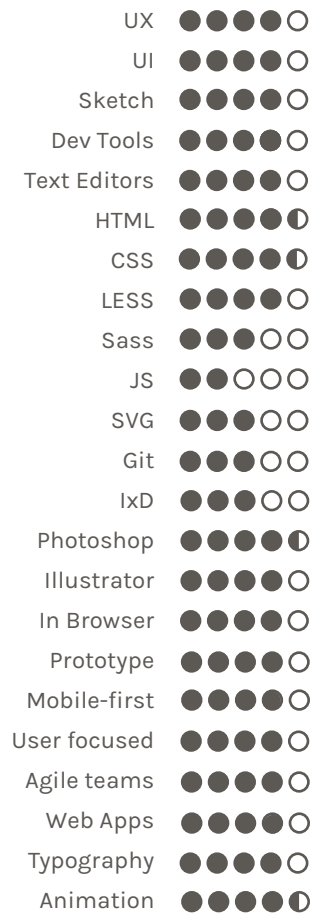 UX
UI
Sketch
Dev Tools
Text Editors
HTML
CSS
LESS
Sass
JS
SVG
Git
IxD
Photoshop
Illustrator
In Browser
Prototype
Mobile-first
User focused
Agile teams
Web Apps
Typography
Animation